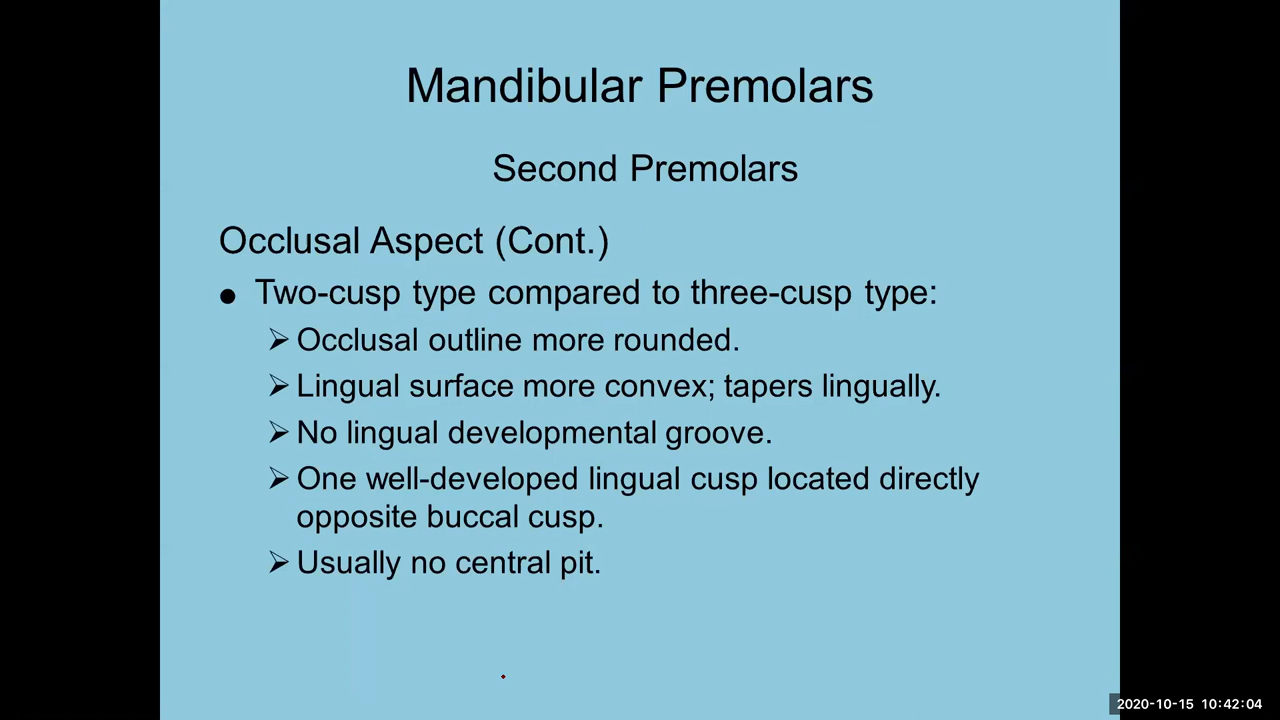 Mandibular Premolars
Second Premolars
Occlusal Aspect (Cont.)
● Two-cusp type compared to three-cusp type:
➢ Occlusal outline more rounded.
➢ Lingual surface more convex; tapers lingually.
➢ No lingual developmental groove.
➢ One well-developed lingual cusp located directly
opposite buccal cusp.
➢ Usually no central pit.
2020-10-15 10:42:04